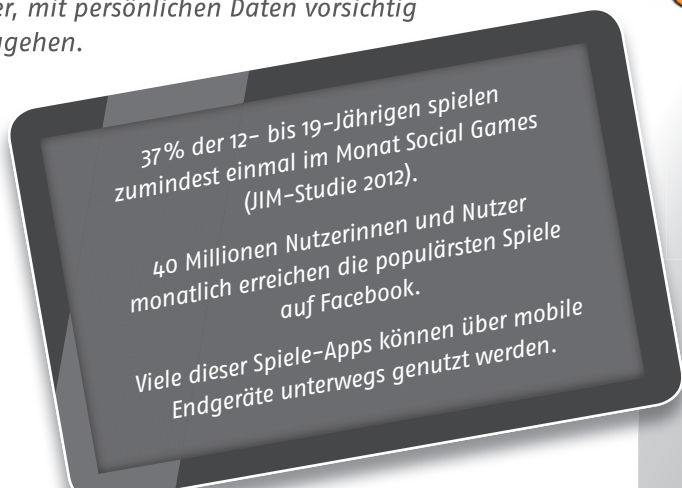 mit persönlichen Daten vorsichtig
37% der 12- bis 19-Jährigen spielen
zumindest einmal im Monat Social Games
(JIM-Studie 2012).
40 Millionen Nutzerinnen und Nutzer
monatlich erreichen die populärsten Spiele
auf Facebook.
Viele dieser Spiele-Apps können über mobile
Endgeräte unterwegs genutzt werden.